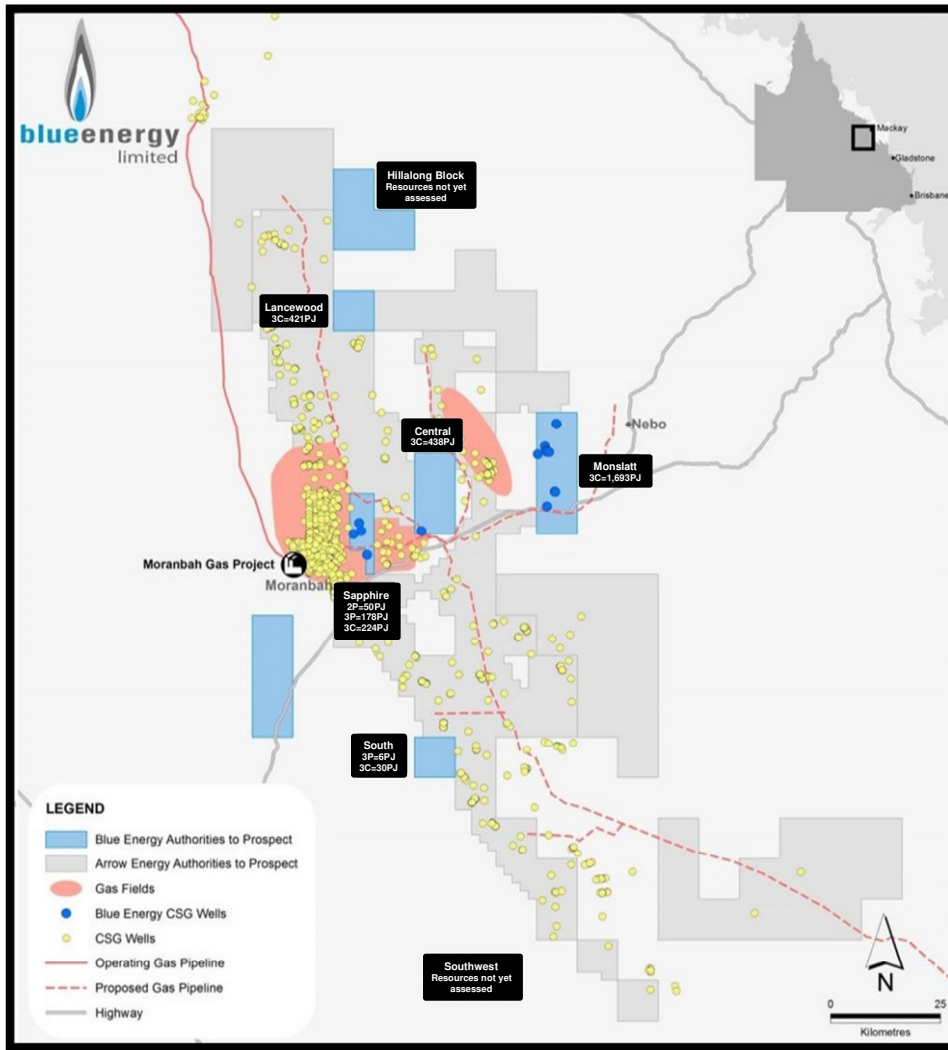 blueenergy
limited
Mackay
Gladstone
Brisbane
Hillalong Block
Resources not yet
assessed
Lancewood
3C=421PJ
Central
3C=438PJ
Nebo
Monslatt
3C=1,693PJ
Moranbah Gas Project
Moranbah
Sapphire
2P=50PJ
3P=178PJ
3C=224PJ
South
3P=6PJ
3C=30PJ
LEGEND
Blue Energy Authorities to Prospect
Arrow Energy Authorities to Prospect
Gas Fields
Blue Energy CSG Wells
CSG Wells
Operating Gas Pipeline
Proposed Gas Pipeline
Highway
Southwest
Resources not yet
assessed
N
0 25
Kilometres